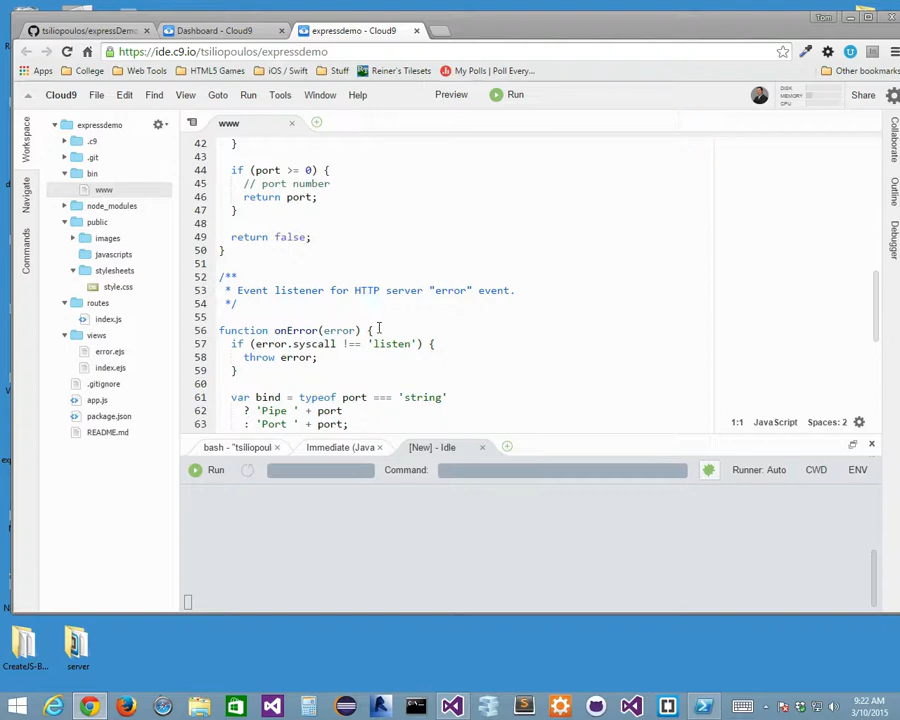 Tom
tsiliopoulos/expressDemo
Dashboard - Cloud9
expressdemo - Cloud9
https://ide.c9.io/tsiliopoulos/expressdemo
Apps
College
Web Tools
HTML5 Games
iOS / Swift
Stuff
Reiner's Tilesets
My Polls | Poll Every...
Other bookmarks
Cloud9 File Edit Find View Goto Run Tools Window Help
Preview
Run
DISK
MEMORY
CPU
Share
Workspace
Navigate
Commands
expressdemo
.c9
.git
bin
www
node_modules
public
images
javascripts
stylesheets
style.css
routes
index.js
views
error.ejs
index.ejs
.gitignore
app.js
package.json
README.md
www
42 }
43
44 if (port >= 0) {
45 // port number
46 return port;
47 }
48
49 return false;
50 }
51
52 /**
53 * Event listener for HTTP server "error" event.
54 */
55
56 function onError(error) {
57 if (error.syscall !== 'listen') {
58 throw error;
59 }
60
61 var bind = typeof port === 'string'
62 ? 'Pipe ' + port
63 : 'Port ' + port;
1:1 JavaScript Spaces: 2
Collaborate
Outline
Debugger
bash - "tsiliopoul
Immediate (Java
[New] - Idle
Run
Command:
Runner: Auto
CWD
ENV
CreateJS-B...
server
9:22 AM
3/10/2015